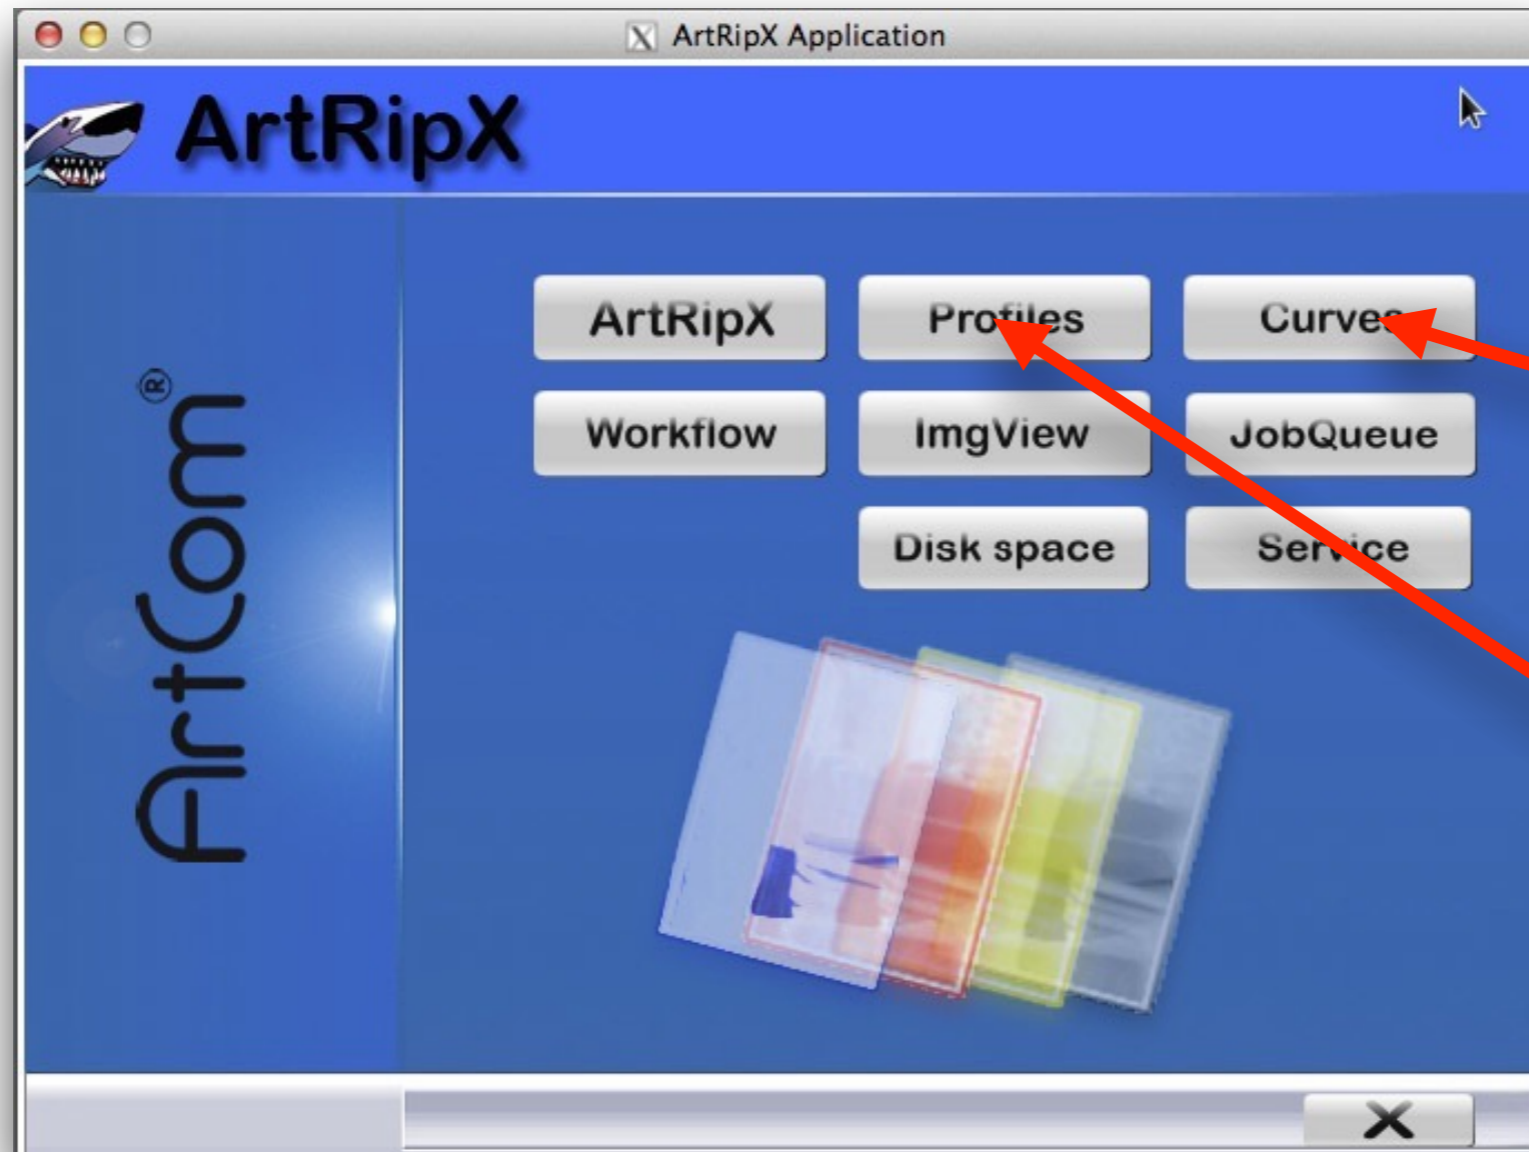 ArtRipX Application
ArtRipX
ArtRipX Profiles Curves
Workflow ImgView JobQueue
Disk space Service
ArtCom®
X